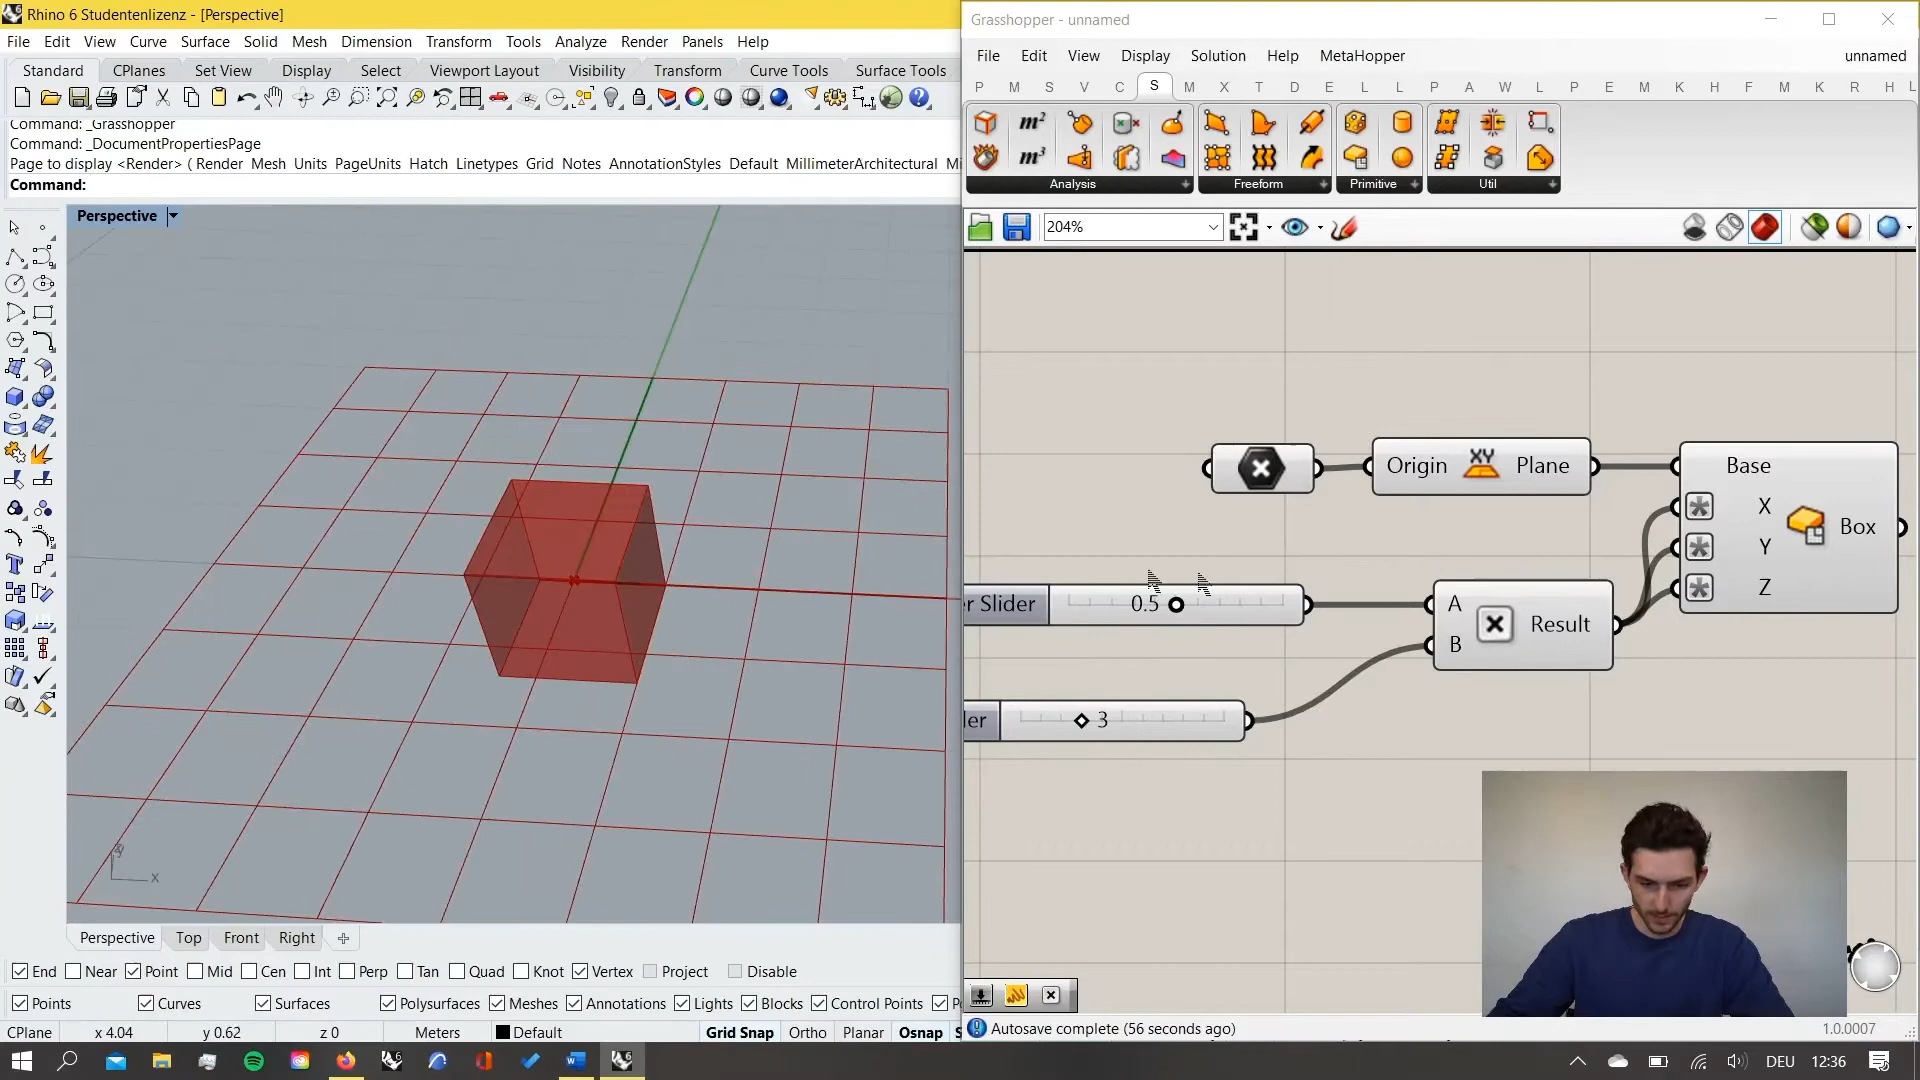 Rhino 6 Studentenlizenz - [Perspective]
File Edit View Curve Surface Solid Mesh Dimension Transform Tools Analyze Render Panels Help
Standard CPlanes Set View Display Select Viewport Layout Visibility Transform Curve Tools Surface Tools
Command: _Grasshopper
Command: _DocumentPropertiesPage
Page to display <Render> ( Render Mesh Units PageUnits Hatch Linetypes Grid Notes AnnotationStyles Default MillimeterArchitectural Mi
Command:
Perspective
x
Perspective Top Front Right
End Near Point Mid Cen Int Perp Tan Quad Knot Vertex Project Disable
Points Curves Surfaces Polysurfaces Meshes Annotations Lights Blocks Control Points P
CPlane x 4.04 y 0.62 z 0 Meters Default Grid Snap Ortho Planar Osnap S
Grasshopper - unnamed
File Edit View Display Solution Help MetaHopper unnamed
P M S V C S M X T D E L L P A W L P E M K H F M K R H L
m²
m³
Analysis Freeform Primitive Util
204%
Origin XY Plane
Base
X
Y
Z
Box
r Slider 0.5
A
B
Result
ler 3
Autosave complete (56 seconds ago)
1.0.0007
DEU 12:36